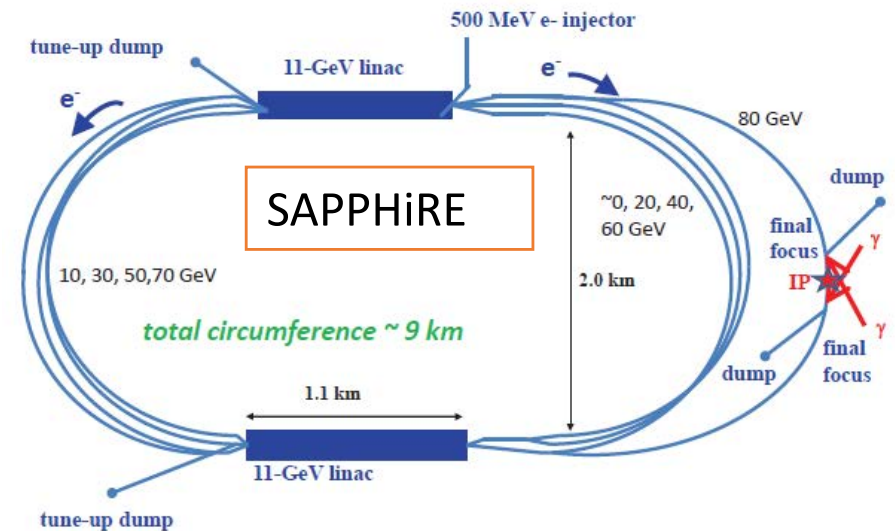 500 MeV e- injector
tune-up dump
11-GeV linac
e-
e-
80 GeV
dump
SAPPHiRE
~0, 20, 40,
60 GeV
final
focus
γ
IP
10, 30, 50,70 GeV
2.0 km
total circumference ~ 9 km
γ
final
focus
dump
1.1 km
11-GeV linac
tune-up dump